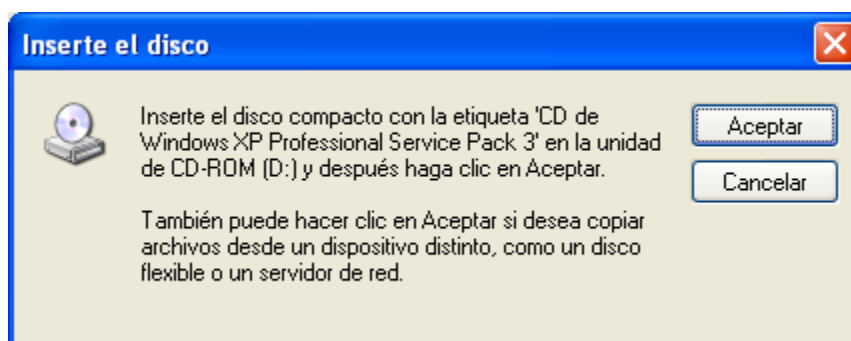 Inserte el disco
Inserte el disco compacto con la etiqueta 'CD de
Windows XP Professional Service Pack 3' en la unidad
de CD-ROM (D:) y después haga clic en Aceptar.
También puede hacer clic en Aceptar si desea copiar
archivos desde un dispositivo distinto, como un disco
flexible o un servidor de red.
Aceptar
Cancelar